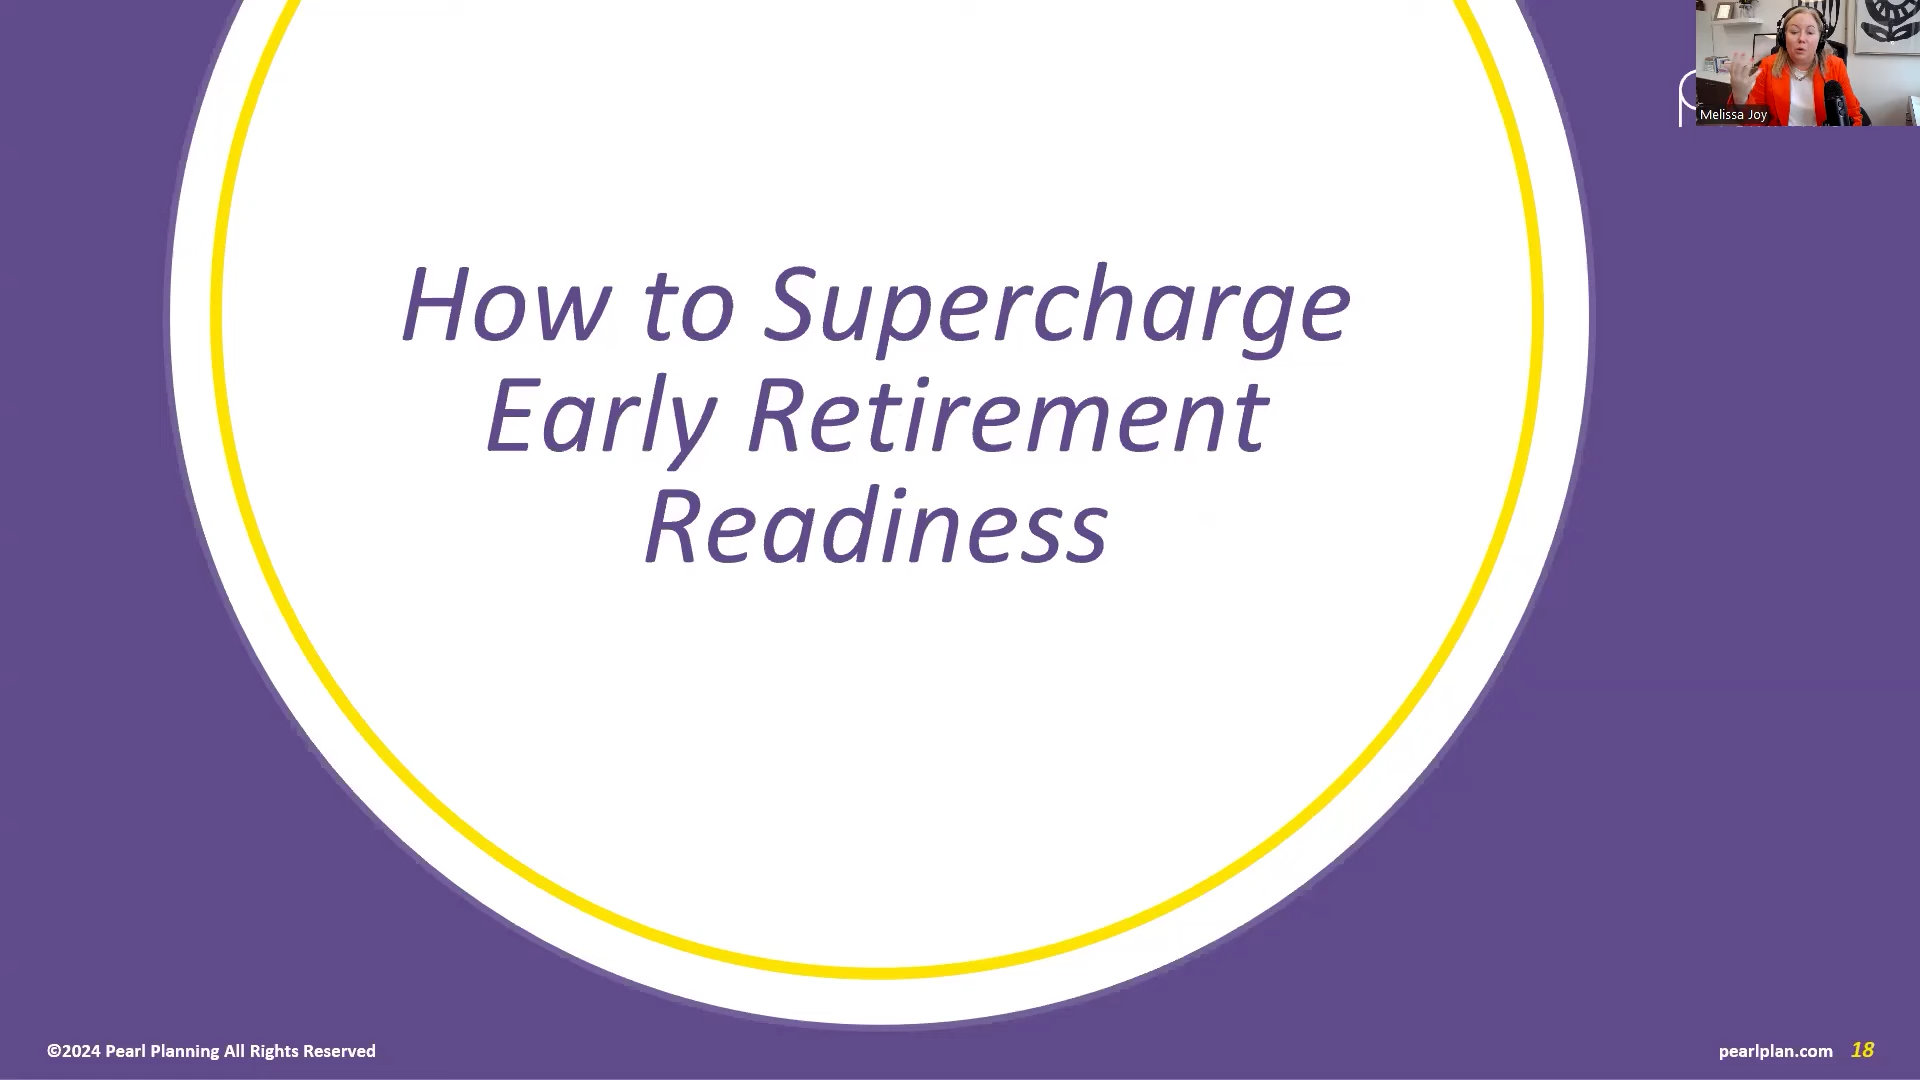 Melissa Joy
How to Supercharge
Early Retirement
Readiness
©2024 Pearl Planning All Rights Reserved
pearlplan.com 18